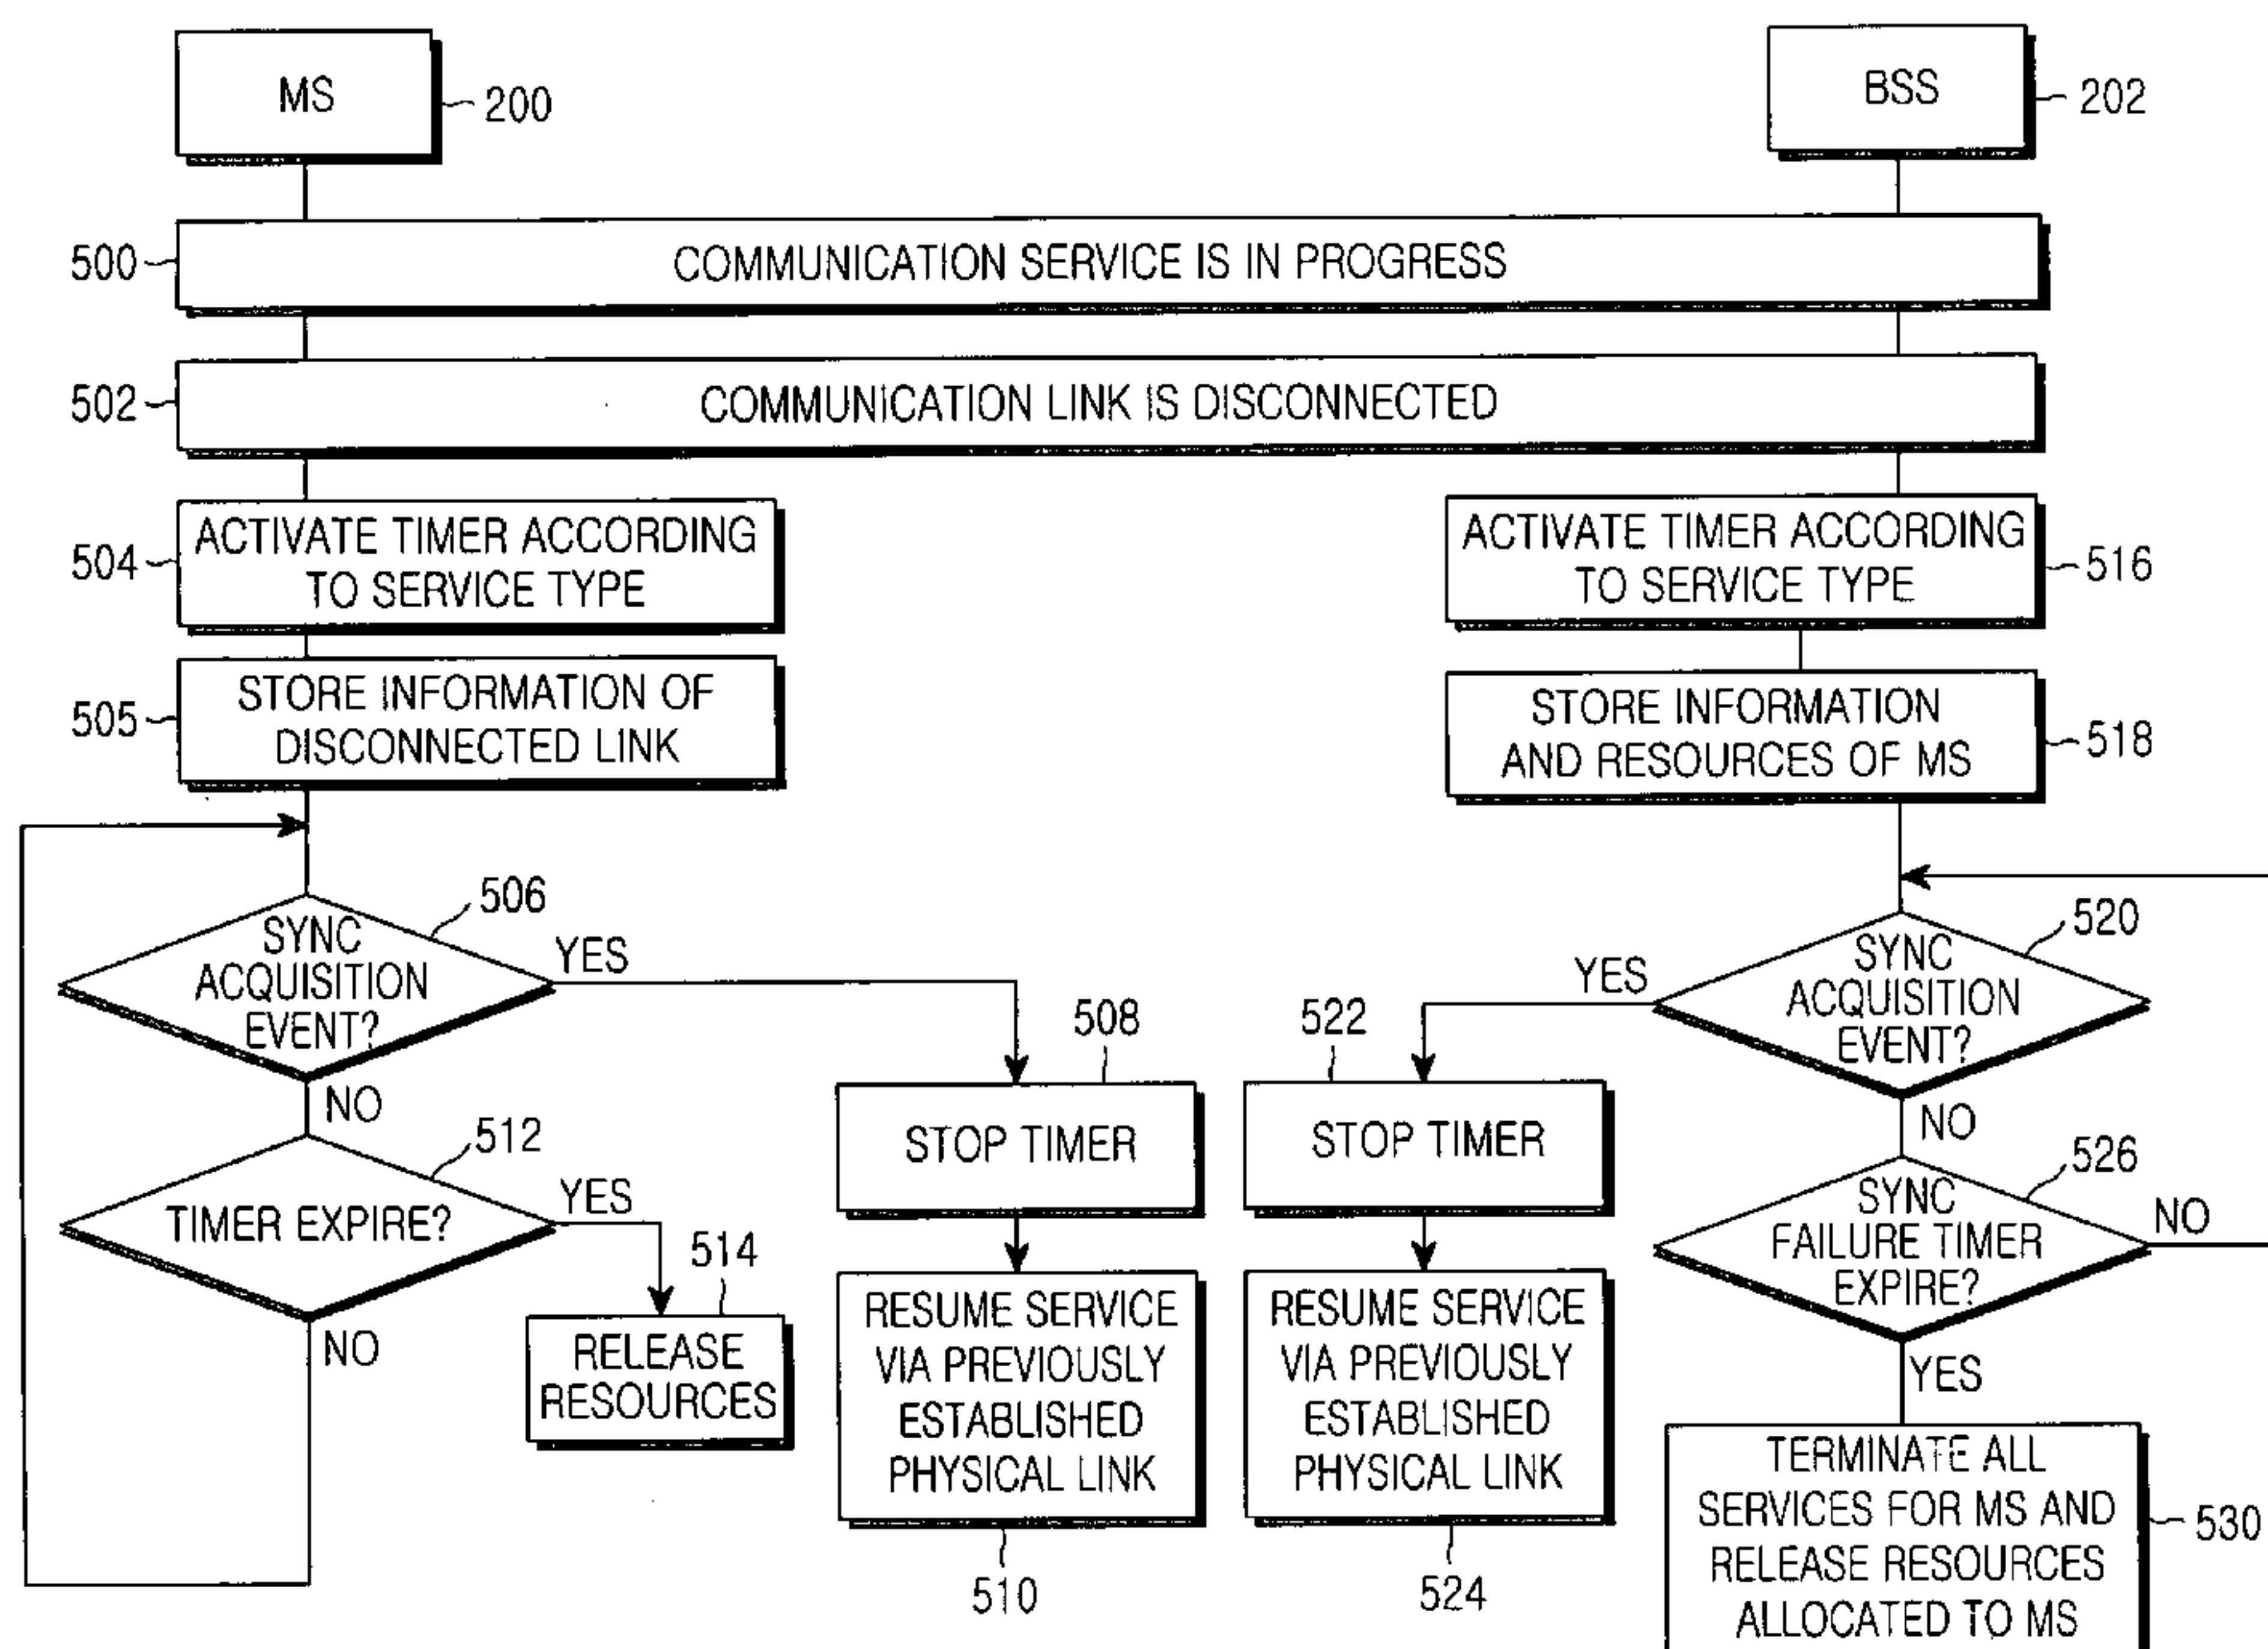 MS
200
BSS
202
500
COMMUNICATION SERVICE IS IN PROGRESS
502
COMMUNICATION LINK IS DISCONNECTED
504
ACTIVATE TIMER ACCORDING
TO SERVICE TYPE
ACTIVATE TIMER ACCORDING
TO SERVICE TYPE
516
505
STORE INFORMATION OF
DISCONNECTED LINK
STORE INFORMATION
AND RESOURCES OF MS
518
506
SYNC
ACQUISITION
EVENT?
YES
NO
520
SYNC
ACQUISITION
EVENT?
YES
NO
508
STOP TIMER
522
STOP TIMER
512
TIMER EXPIRE?
YES
NO
526
SYNC
FAILURE TIMER
EXPIRE?
NO
YES
514
RELEASE
RESOURCES
RESUME SERVICE
VIA PREVIOUSLY
ESTABLISHED
PHYSICAL LINK
510
RESUME SERVICE
VIA PREVIOUSLY
ESTABLISHED
PHYSICAL LINK
524
TERMINATE ALL
SERVICES FOR MS AND
RELEASE RESOURCES
ALLOCATED TO MS
530